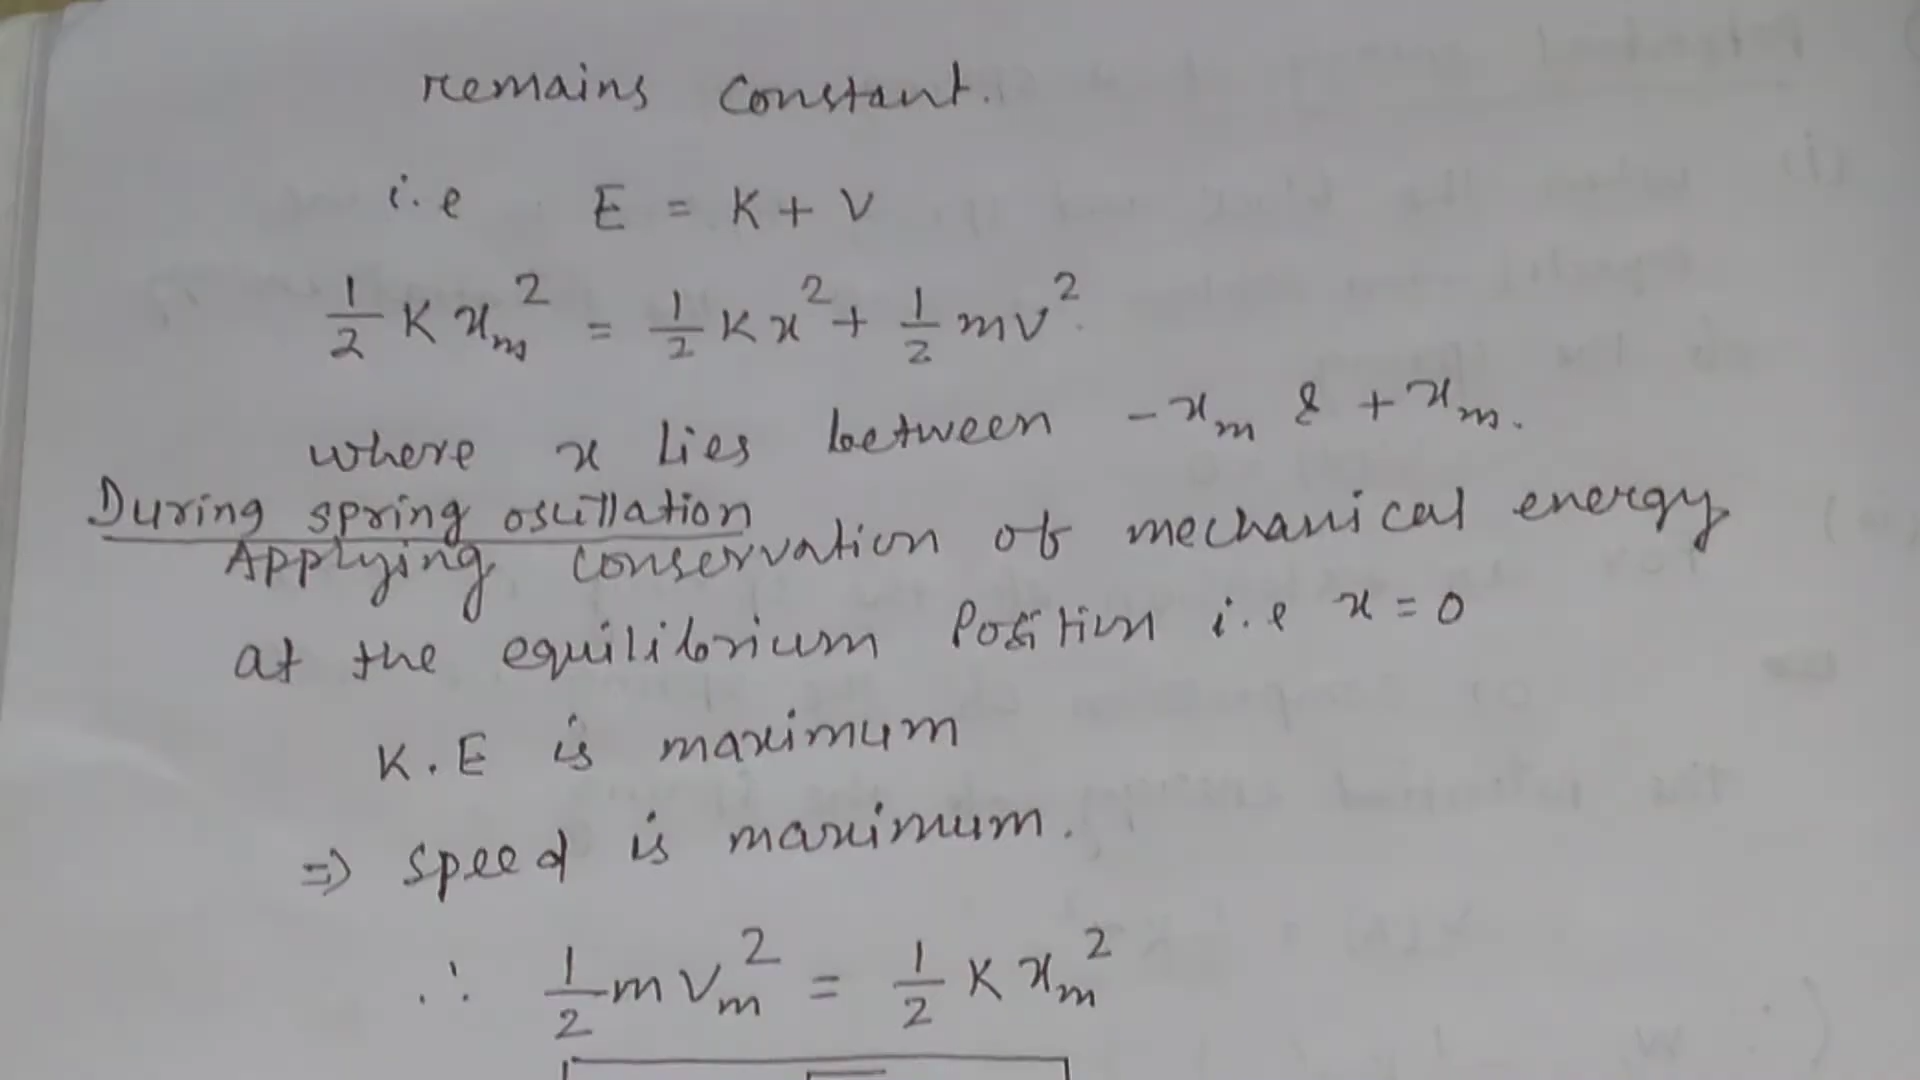 remains constant.
i.e E = K + V
1/2 K x_m^2 = 1/2 K x^2 + 1/2 m v^2
where x lies between -x_m & +x_m.
During spring oscillation
Applying conservation of mechanical energy
at the equilibrium Position i.e x = 0
K.E is maximum
⇒ speed is maximum.
∴ 1/2 m v_m^2 = 1/2 K x_m^2